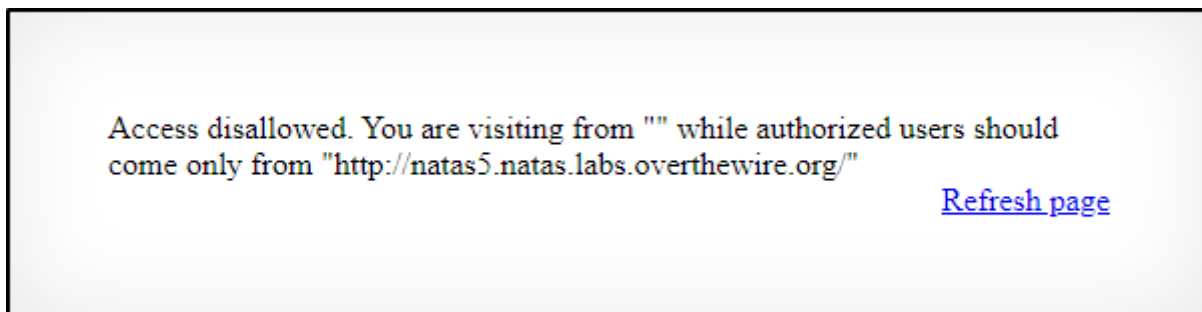 Access disallowed. You are visiting from "" while authorized users should
come only from "http://natas5.natas.labs.overthewire.org/"
Refresh page